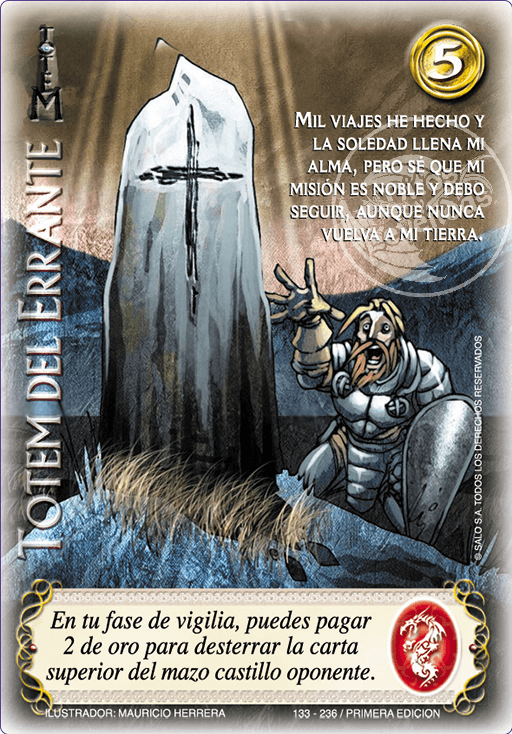 TOTEM
5
TOTEM DEL ERRANTE
MIL VIAJES HE HECHO Y
LA SOLEDAD LLENA MI
ALMA, PERO SÉ QUE MI
MISIÓN ES NOBLE Y DEBO
SEGUIR, AUNQUE NUNCA
VUELVA A MI TIERRA.
© SALO S.A. TODOS LOS DERECHOS RESERVADOS
En tu fase de vigilia, puedes pagar
2 de oro para desterrar la carta
superior del mazo castillo oponente.
ILUSTRADOR: MAURICIO HERRERA
133 - 236 / PRIMERA EDICION